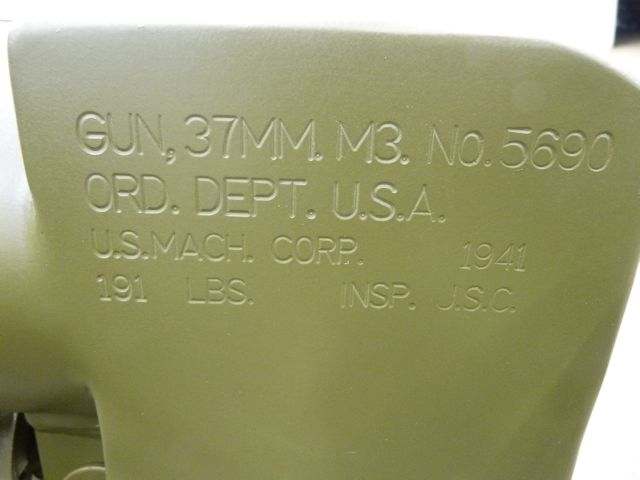 GUN, 37MM. M3. No. 5690
ORD. DEPT. U.S.A.
U.S. MACH. CORP. 1941
191 LBS. INSP. J.S.C.